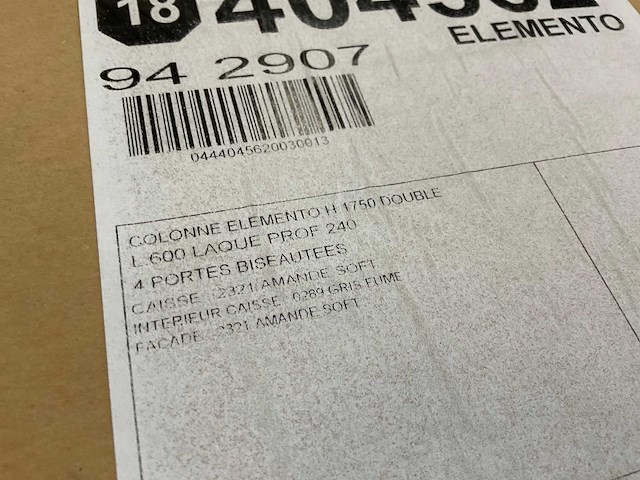 18
ELEMENTO
94 2907
0444045620030013
COLONNE ELEMENTO H 1750 DOUBLE
L 600 LAQUE PROF 240
4 PORTES BISEAUTEES
CAISSE : 2321 AMANDE SOFT
INTERIEUR CAISSE : 0289 GRIS FUME
FACADE : 2321 AMANDE SOFT